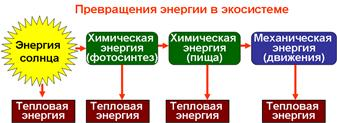 Превращения энергии в экосистеме
Энергия
солнца
Химическая
энергия
(фотосинтез)
Химическая
энергия
(пища)
Механическая
энергия
(движения)
Тепловая
энергия
Тепловая
энергия
Тепловая
энергия
Тепловая
энергия